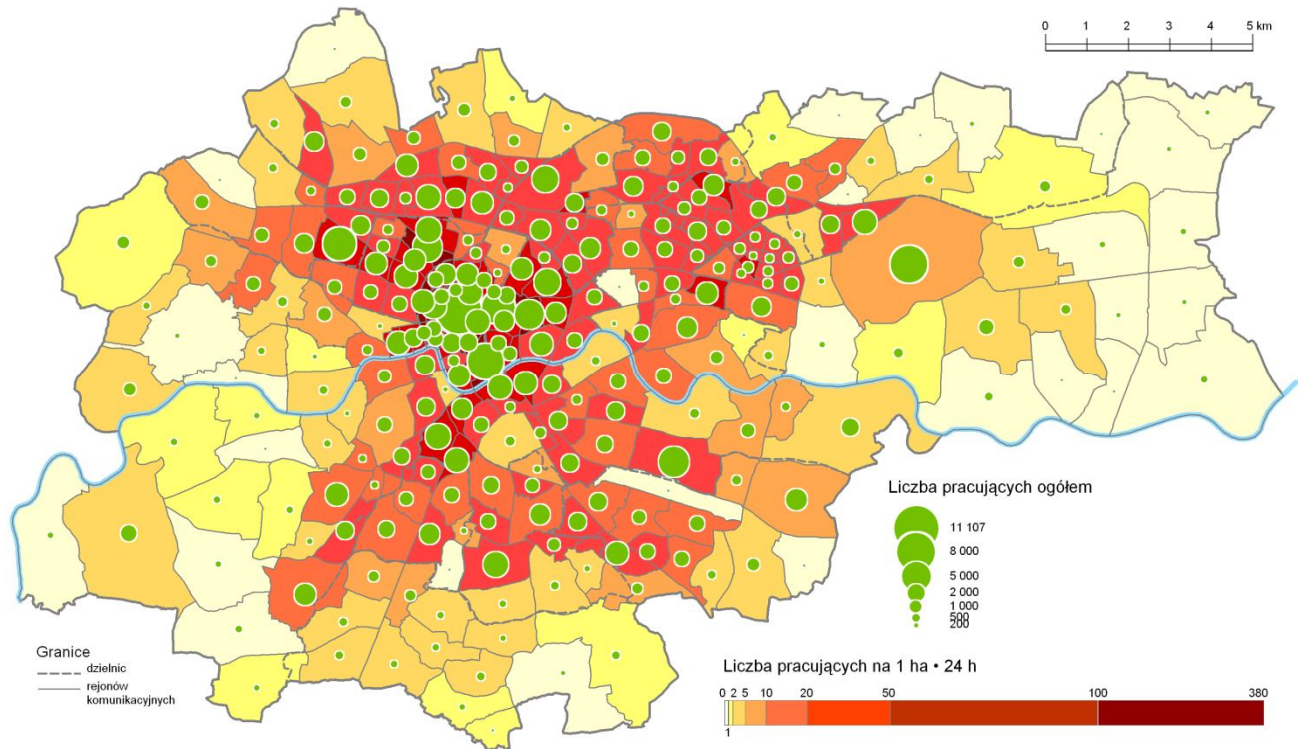 0 1 2 3 4 5 km
Liczba pracujących ogółem
11 107
8 000
5 000
2 000
1 000
500
200
Granice
dzielnic
rejonów
komunikacyjnych
Liczba pracujących na 1 ha • 24 h
0 2 5 10 20 50 100 380
1